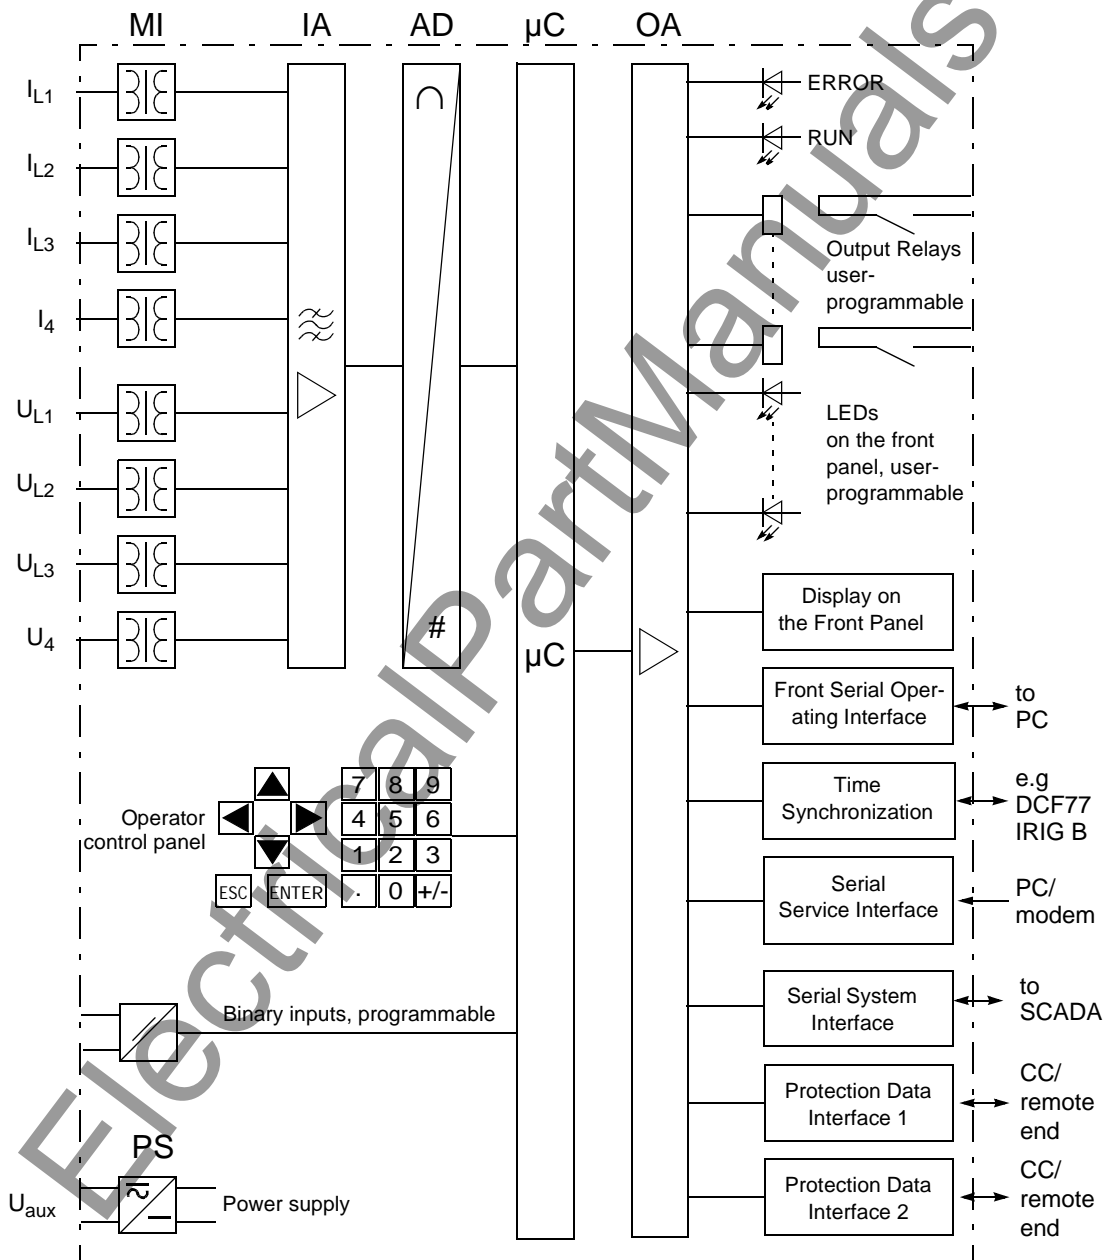 MI IA AD µC OA
IL1
IL2
IL3
I4
UL1
UL2
UL3
U4
#
µC
ERROR
RUN
Output Relays
user-
programmable
LEDs
on the front
panel, user-
programmable
Display on
the Front Panel
Front Serial Oper-
ating Interface
to
PC
Time
Synchronization
e.g
DCF77
IRIG B
Serial
Service Interface
PC/
modem
Serial System
Interface
to
SCADA
Protection Data
Interface 1
CC/
remote
end
Protection Data
Interface 2
CC/
remote
end
Operator
control panel
7 8 9
4 5 6
1 2 3
. 0 +/-
ESC ENTER
Binary inputs, programmable
PS
Uaux
Power supply
ElectricalPartManuals